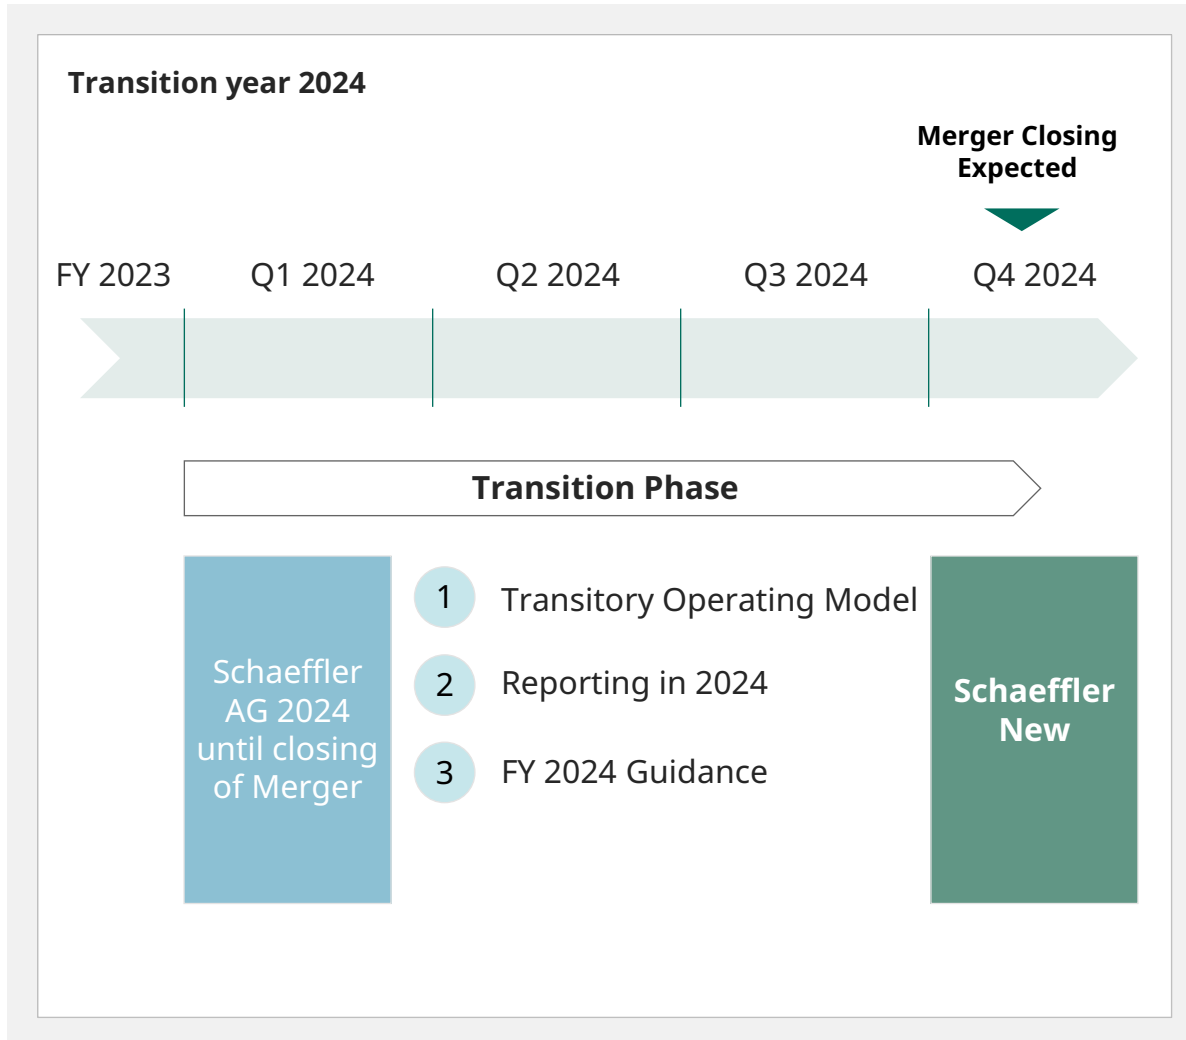 Transition year 2024
Merger Closing
Expected
FY 2023
Q1 2024
Q2 2024
Q3 2024
Q4 2024
Transition Phase
Schaeffler
AG 2024
until closing
of Merger
1
Transitory Operating Model
2
Reporting in 2024
3
FY 2024 Guidance
Schaeffler
New